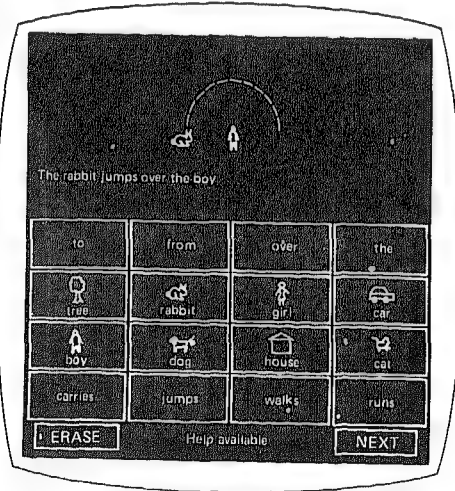 The rabbit jumps over the boy.
to from over the
tree rabbit girl car
boy dog house cat
carries jumps walks runs
ERASE Help available NEXT